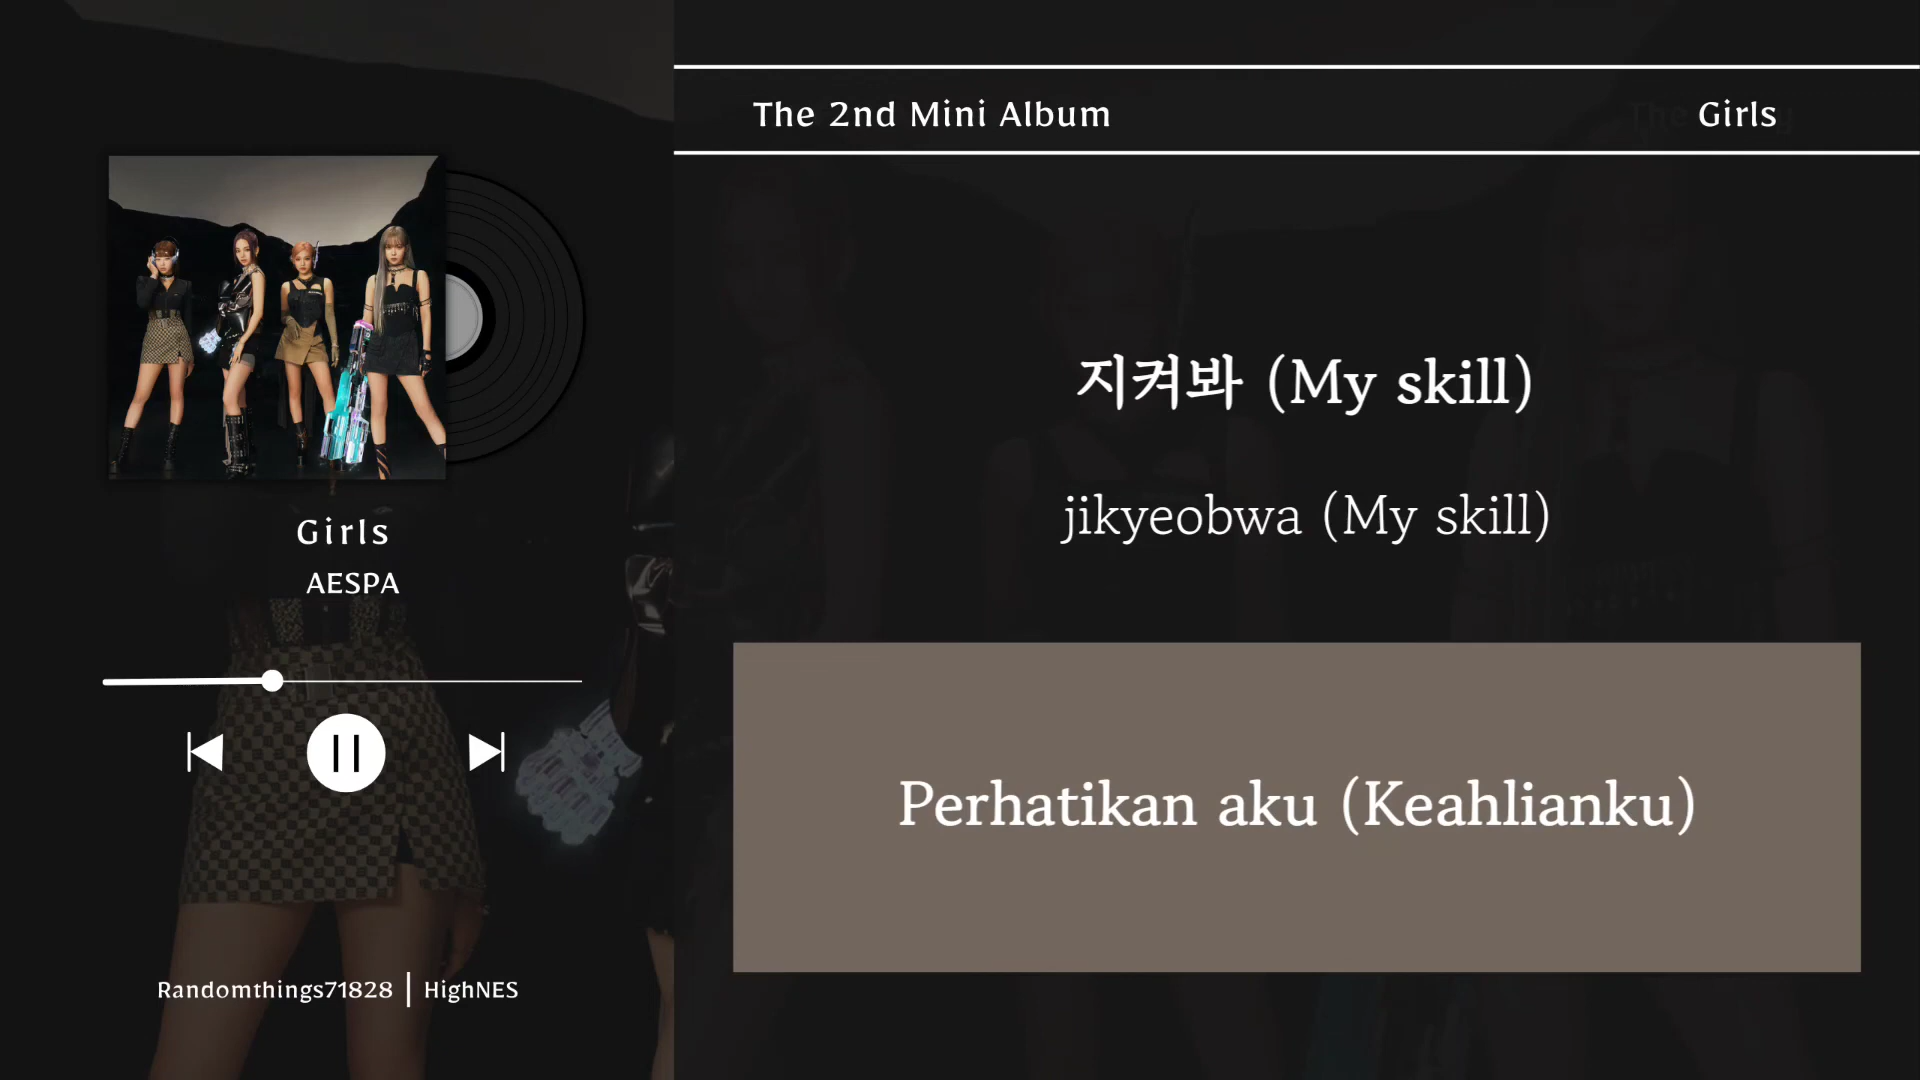 The 2nd Mini Album
Girls
Girls
AESPA
지켜봐 (My skill)
jikyeobwa (My skill)
Perhatikan aku (Keahlianku)
Randomthings71828 | HighNES